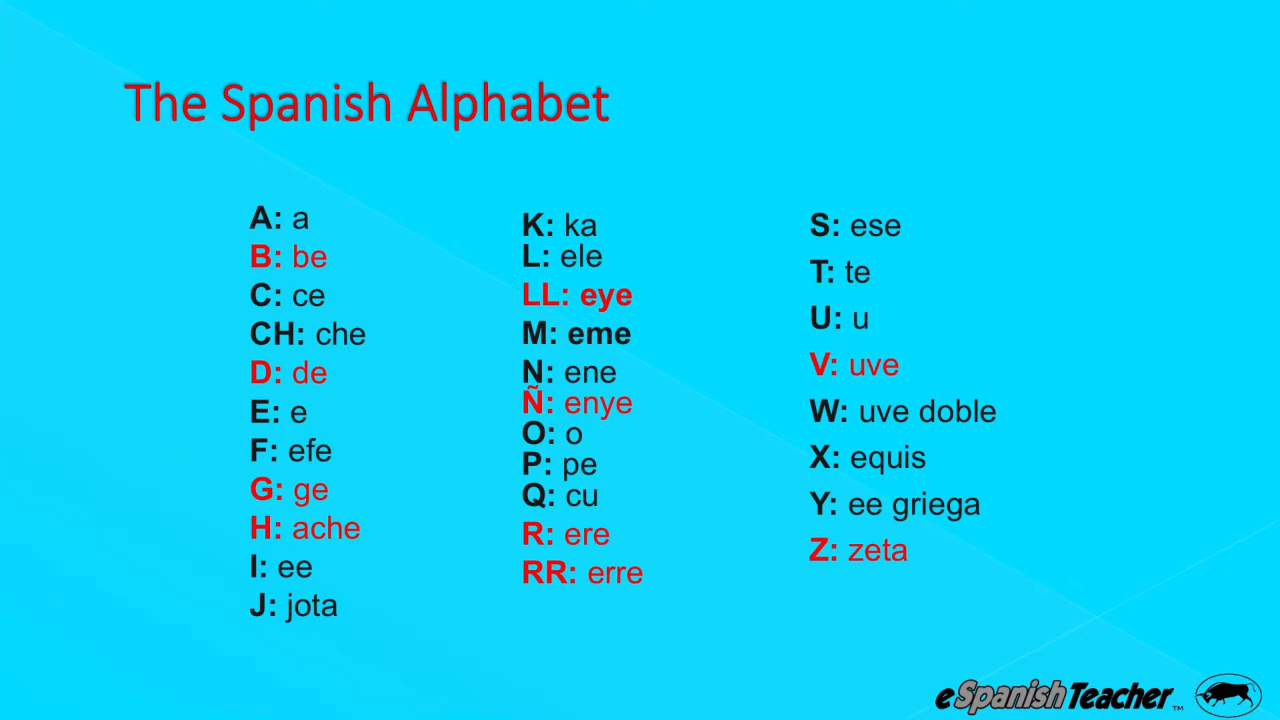 The Spanish Alphabet
A: a
B: be
C: ce
CH: che
D: de
E: e
F: efe
G: ge
H: ache
I: ee
J: jota
K: ka
L: ele
LL: eye
M: eme
N: ene
Ñ: enye
O: o
P: pe
Q: cu
R: ere
RR: erre
S: ese
T: te
U: u
V: uve
W: uve doble
X: equis
Y: ee griega
Z: zeta
eSpanishTeacher™